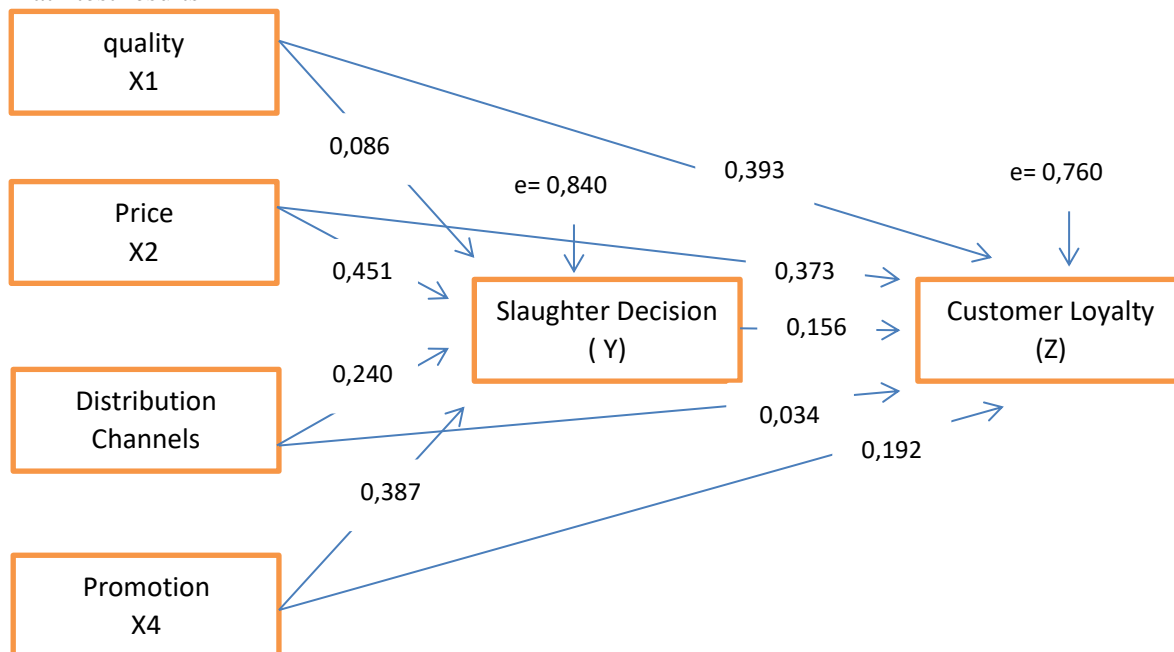 quality
X1
0,086
0,393
e= 0,840
e= 0,760
Price
X2
0,451
0,373
Slaughter Decision
( Y)
0,156
Customer Loyalty
(Z)
0,240
Distribution
Channels
0,034
0,192
0,387
Promotion
X4